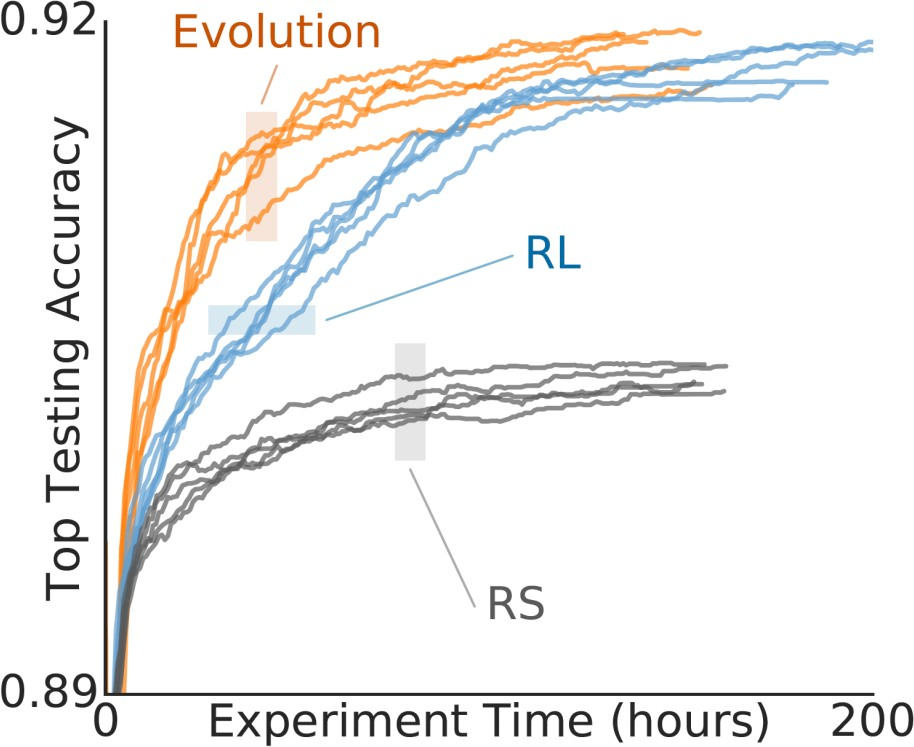 0.92
Evolution
Top Testing Accuracy
RL
RS
0.89
0
Experiment Time (hours)
200